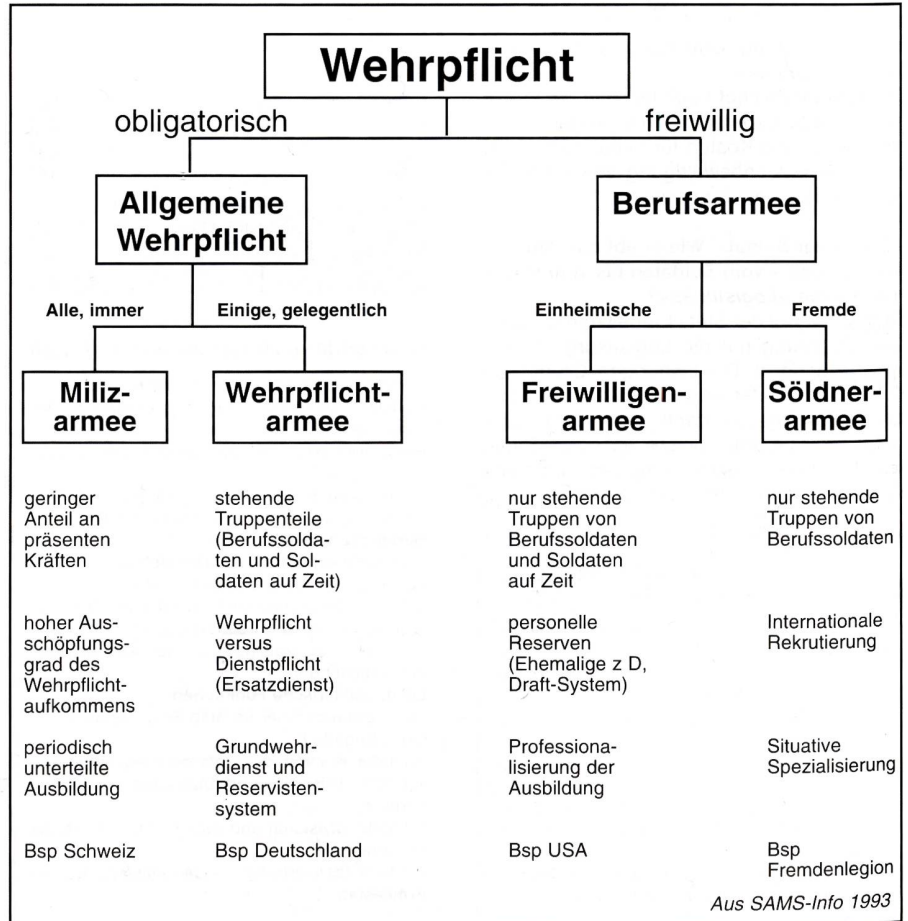 Wehrpflicht
obligatorisch
freiwillig
Allgemeine
Wehrpflicht
Berufsarmee
Alle, immer
Einige, gelegentlich
Einheimische
Fremde
Miliz-
armee
Wehrpflicht-
armee
Freiwilligen-
armee
Söldner-
armee
geringer
Anteil an
präsenten
Kräften
stehende
Truppenteile
(Berufssolda-
ten und Sol-
daten auf Zeit)
nur stehende
Truppen von
Berufssoldaten
und Soldaten
auf Zeit
nur stehende
Truppen von
Berufssoldaten
hoher Aus-
schöpfungs-
grad des
Wehrpflicht-
aufkommens
Wehrpflicht
versus
Dienstpflicht
(Ersatzdienst)
personelle
Reserven
(Ehemalige z D,
Draft-System)
Internationale
Rekrutierung
periodisch
unterteilte
Ausbildung
Grundwehr-
dienst und
Reservisten-
system
Professiona-
lisierung der
Ausbildung
Situative
Spezialisierung
Bsp Schweiz
Bsp Deutschland
Bsp USA
Bsp
Fremdenlegion
Aus SAMS-Info 1993